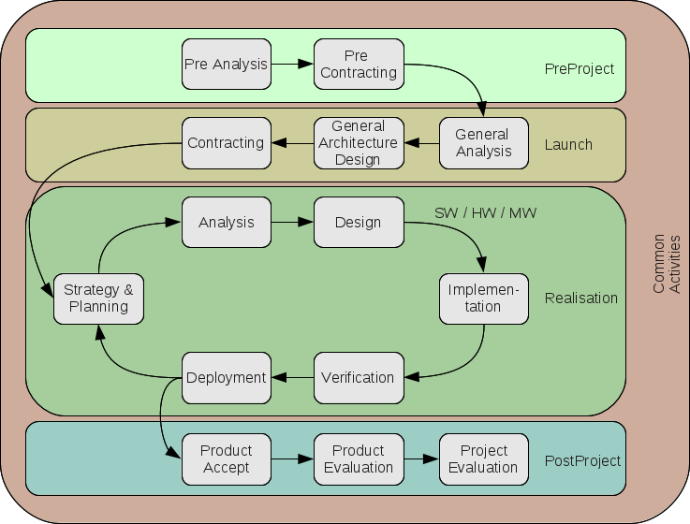 Pre Analysis
Pre
Contracting
PreProject
Contracting
General
Architecture
Design
General
Analysis
Launch
Analysis
Design
SW / HW / MW
Strategy &
Planning
Implemen-
tation
Realisation
Deployment
Verification
Product
Accept
Product
Evaluation
Project
Evaluation
PostProject
Common
Activities